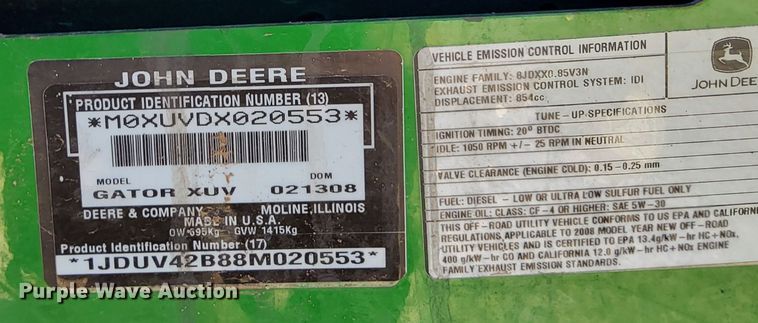 JOHN DEERE
PRODUCT IDENTIFICATION NUMBER (13)
*M0XUVDX020553*
MODEL DOM
GATOR XUV 021308
DEERE & COMPANY MOLINE, ILLINOIS
MADE IN U.S.A.
OW 695Kg- GVW 1415Kg
Product Identification Number (17)
*1JDUV42B88M020553*
VEHICLE EMISSION CONTROL INFORMATION
ENGINE FAMILY: 8JDXX0.85V3N
EXHAUST EMISSION CONTROL SYSTEM: IDI
DISPLACEMENT: 854cc
JOHN DEE
TUNE-UP SPECIFICATIONS
IGNITION TIMING: 20° BTDC
IDLE: 1050 RPM +/- 25 RPM IN NEUTRAL
VALVE CLEARANCE (ENGINE COLD): 0.15-0.25 mm
FUEL: DIESEL - LOW OR ULTRA LOW SULFUR FUEL ONLY
ENGINE OIL: CLASS: CF-4 OR HIGHER: SAE 5W-30
THIS OFF-ROAD UTILITY VEHICLE CONFORMS TO US EPA AND CALIFORNIA
REGULATIONS APPLICABLE TO 2008 MODEL YEAR NEW OFF-ROAD
UTILITY VEHICLES AND IS CERTIFIED TO EPA 13.4g/kW-hr HC+NOx,
400 g/kW-hr CO AND CALIFORNIA 12.0 g/kW-hr HC+NOx ENGINE
FAMILY EXHAUST EMISSION STANDARDS.
Purple Wave Auction